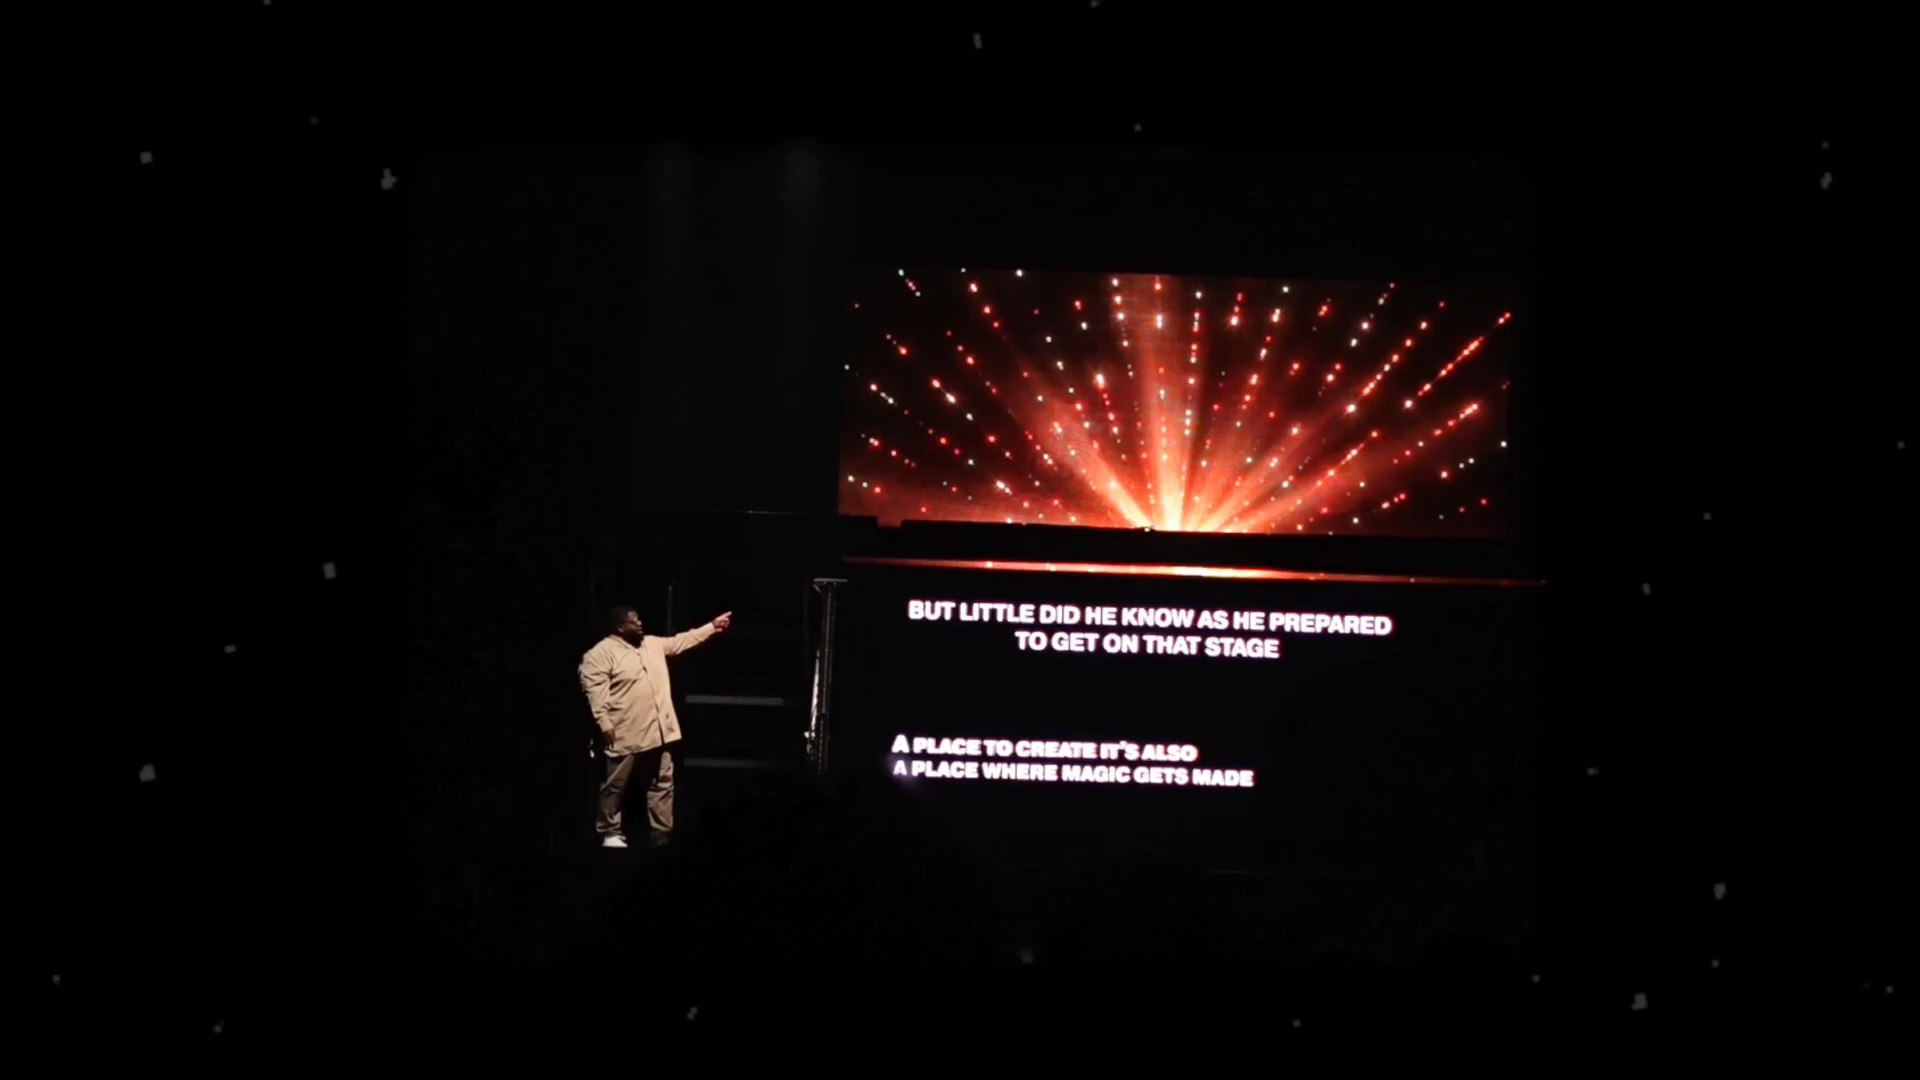 BUT LITTLE DID HE KNOW AS HE PREPARED
TO GET ON THAT STAGE
A PLACE TO CREATE IT'S ALSO
A PLACE WHERE MAGIC GETS MADE